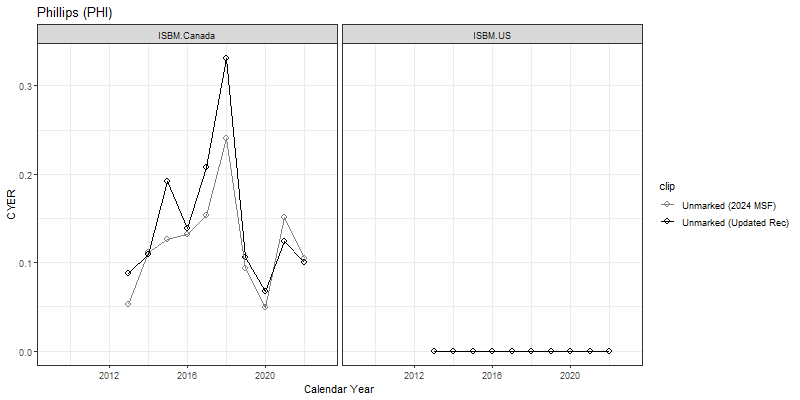 Phillips (PHI)
ISBM.Canada
ISBM.US
0.3
0.2
0.1
0.0
CYER
2012
2016
2020
2012
2016
2020
Calendar Year
clip
Unmarked (2024 MSF)
Unmarked (Updated Rec)